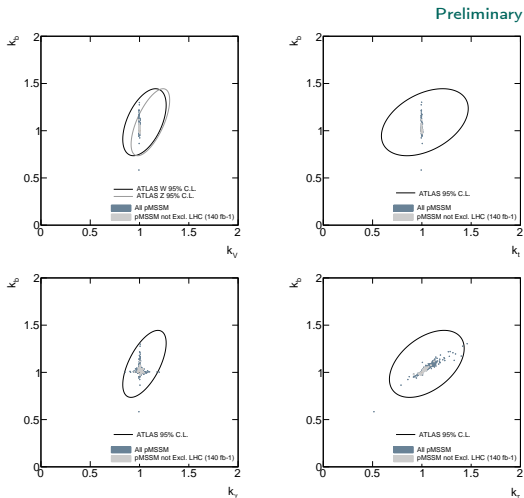 Preliminary
k_b
2
1.5
1
0.5
0
ATLAS W 95% C.L.
ATLAS Z 95% C.L.
All pMSSM
pMSSM not Excl. LHC (140 fb-1)
0 0.5 1 1.5 2
k_V
k_b
2
1.5
1
0.5
0
ATLAS 95% C.L.
All pMSSM
pMSSM not Excl. LHC (140 fb-1)
0 0.5 1 1.5 2
k_t
k_b
2
1.5
1
0.5
0
ATLAS 95% C.L.
All pMSSM
pMSSM not Excl. LHC (140 fb-1)
0 0.5 1 1.5 2
k_γ
k_b
2
1.5
1
0.5
0
ATLAS 95% C.L.
All pMSSM
pMSSM not Excl. LHC (140 fb-1)
0 0.5 1 1.5 2
k_τ